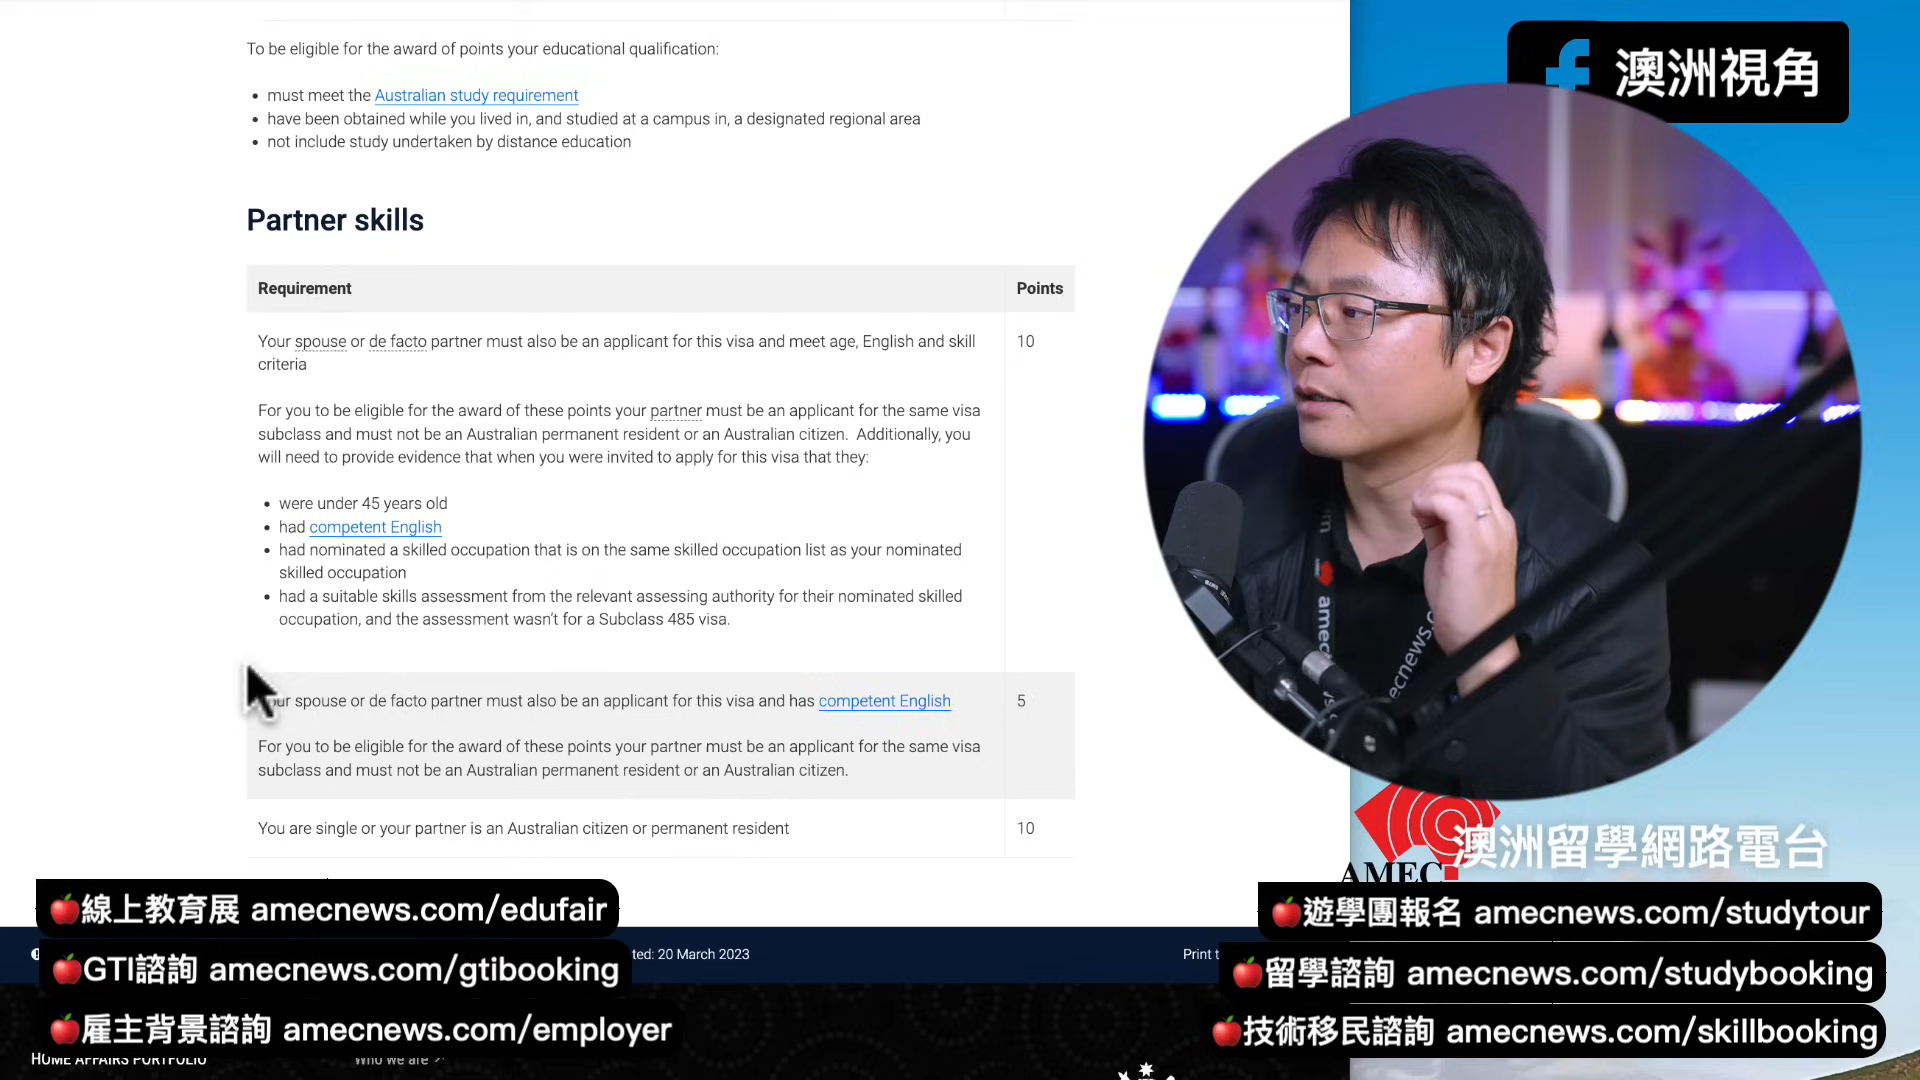 To be eligible for the award of points your educational qualification:
• must meet the Australian study requirement
• have been obtained while you lived in, and studied at a campus in, a designated regional area
• not include study undertaken by distance education
Partner skills
Requirement Points
Your spouse or de facto partner must also be an applicant for this visa and meet age, English and skill 10
criteria
For you to be eligible for the award of these points your partner must be an applicant for the same visa
subclass and must not be an Australian permanent resident or an Australian citizen. Additionally, you
will need to provide evidence that when you were invited to apply for this visa that they:
• were under 45 years old
• had competent English
• had nominated a skilled occupation that is on the same skilled occupation list as your nominated
skilled occupation
• had a suitable skills assessment from the relevant assessing authority for their nominated skilled
occupation, and the assessment wasn’t for a Subclass 485 visa.
spouse or de facto partner must also be an applicant for this visa and has competent English 5
For you to be eligible for the award of these points your partner must be an applicant for the same visa
subclass and must not be an Australian permanent resident or an Australian citizen.
You are single or your partner is an Australian citizen or permanent resident 10
澳洲視角
amecnews
AMEC
澳洲留學網路電台
線上教育展 amecnews.com/edufair
GTI諮詢 amecnews.com/gtibooking
雇主背景諮詢 amecnews.com/employer
20 March 2023
Print
遊學團報名 amecnews.com/studytour
留學諮詢 amecnews.com/studybooking
技術移民諮詢 amecnews.com/skillbooking
HOME AFFAIRS PORTFOLIO
Who we are